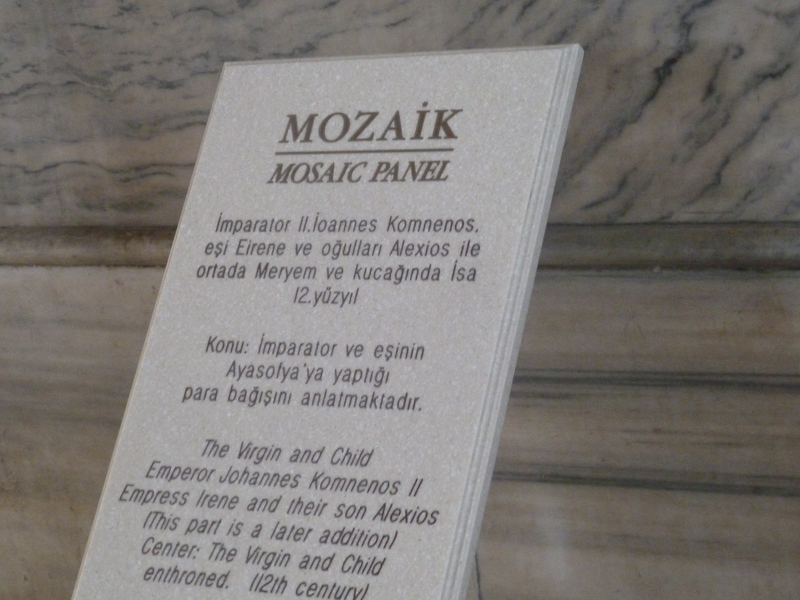 MOZAİK
MOSAIC PANEL
İmparator II.İoannes Komnenos,
eşi Eirene ve oğulları Alexios ile
ortada Meryem ve kucağında İsa
12.yüzyıl
Konu: İmparator ve eşinin
Ayasofya'ya yaptığı
para bağışını anlatmaktadır.
The Virgin and Child
Emperor Johannes Komnenos II
Empress Irene and their son Alexios
(This part is a later addition)
Center: The Virgin and Child
enthroned. (12th century)